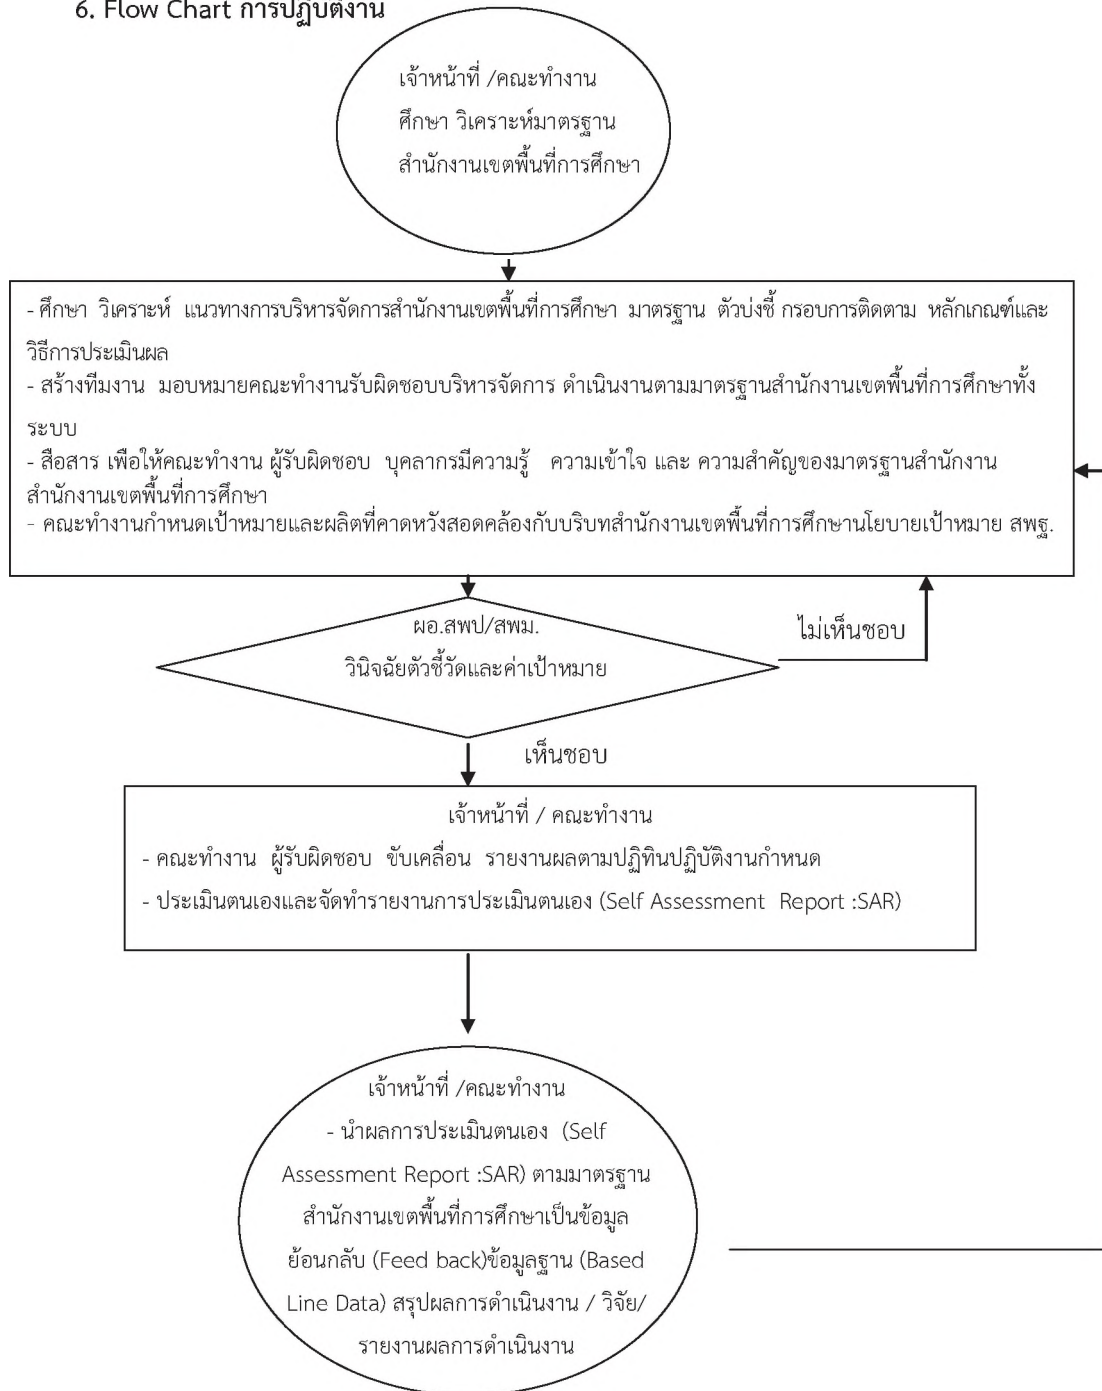 6. Flow Chart การปฏิบัติงาน
เจ้าหน้าที่ /คณะทำงาน
ศึกษา วิเคราะห์มาตรฐาน
สำนักงานเขตพื้นที่การศึกษา
- ศึกษา วิเคราะห์ แนวทางการบริหารจัดการสำนักงานเขตพื้นที่การศึกษา มาตรฐาน ตัวบ่งชี้ กรอบการติดตาม หลักเกณฑ์และ
วิธีการประเมินผล
- สร้างทีมงาน มอบหมายคณะทำงานรับผิดชอบบริหารจัดการ ดำเนินงานตามมาตรฐานสำนักงานเขตพื้นที่การศึกษาทั้ง
ระบบ
- สื่อสาร เพื่อให้คณะทำงาน ผู้รับผิดชอบ บุคลากรมีความรู้ ความเข้าใจ และ ความสำคัญของมาตรฐานสำนักงาน
สำนักงานเขตพื้นที่การศึกษา
- คณะทำงานกำหนดเป้าหมายและผลิตที่คาดหวังสอดคล้องกับบริบทสำนักงานเขตพื้นที่การศึกษานโยบายเป้าหมาย สพฐ.
ผอ.สพป/สพม.
วินิจฉัยตัวชี้วัดและค่าเป้าหมาย
ไม่เห็นชอบ
เห็นชอบ
เจ้าหน้าที่ / คณะทำงาน
- คณะทำงาน ผู้รับผิดชอบ ขับเคลื่อน รายงานผลตามปฏิทินปฏิบัติงานกำหนด
- ประเมินตนเองและจัดทำรายงานการประเมินตนเอง (Self Assessment Report :SAR)
เจ้าหน้าที่ /คณะทำงาน
- นำผลการประเมินตนเอง (Self
Assessment Report :SAR) ตามมาตรฐาน
สำนักงานเขตพื้นที่การศึกษาเป็นข้อมูล
ย้อนกลับ (Feed back)ข้อมูลฐาน (Based
Line Data) สรุปผลการดำเนินงาน / วิจัย/
รายงานผลการดำเนินงาน